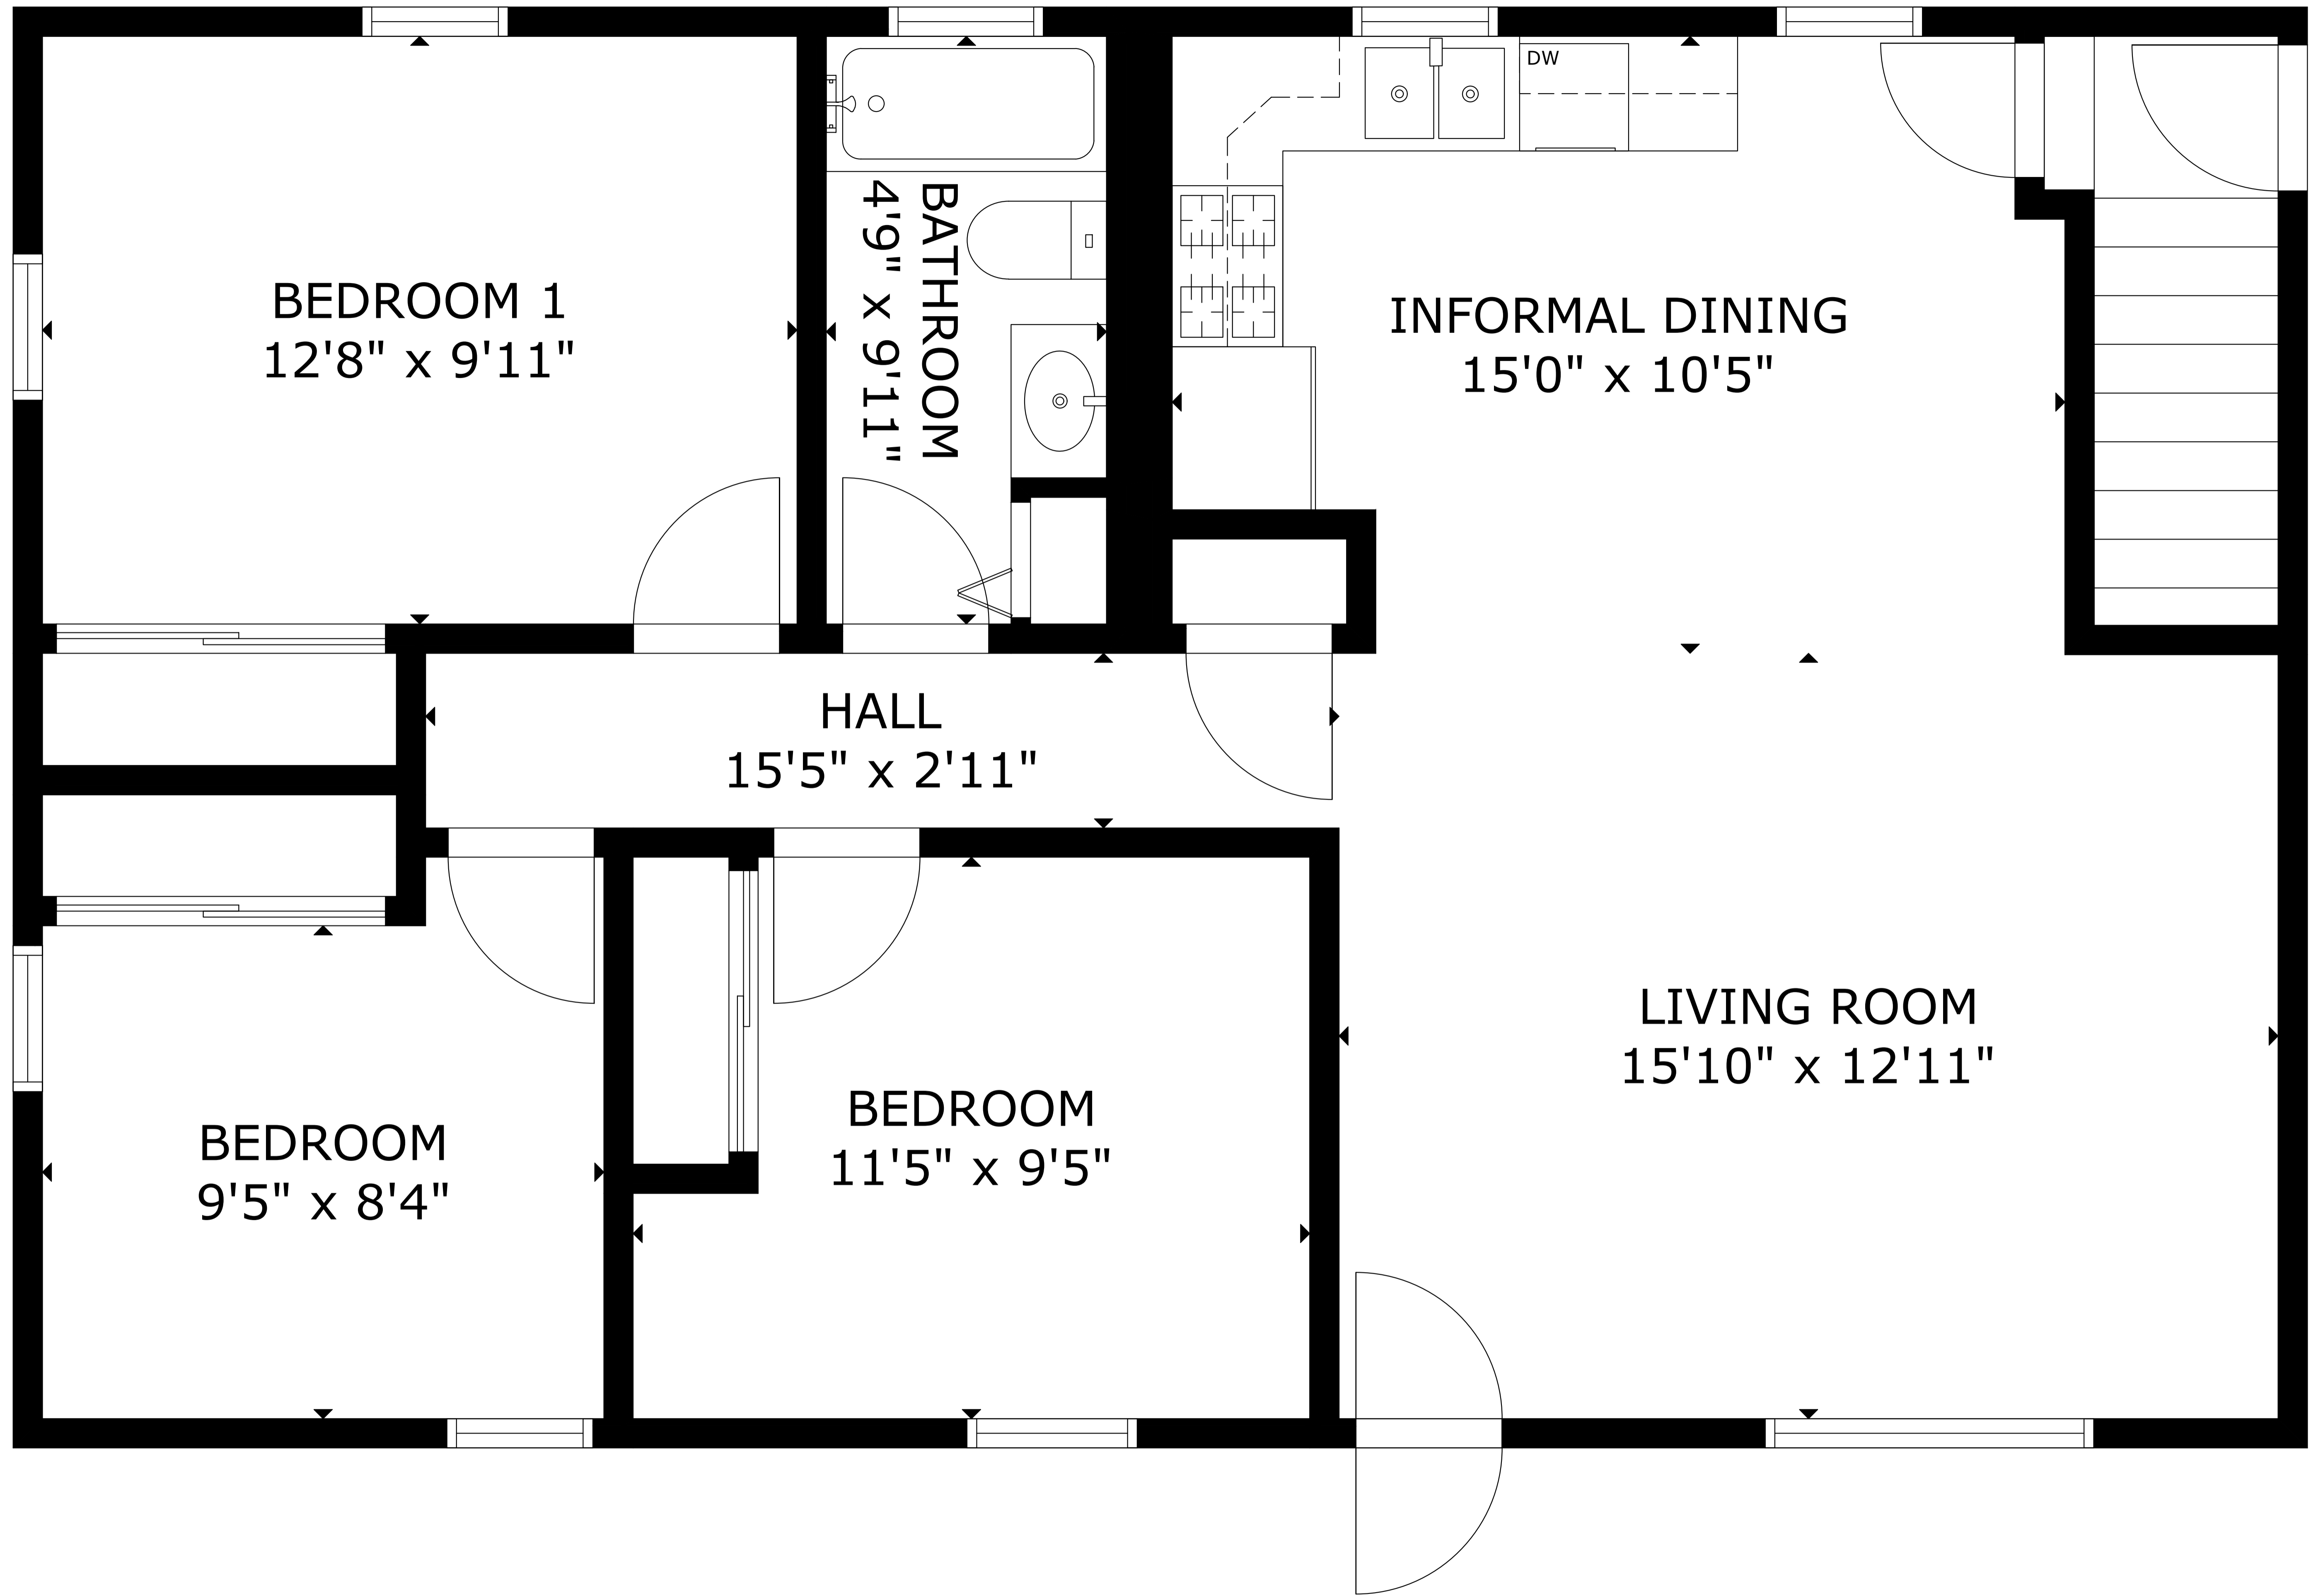 DW
BEDROOM 1
12'8" x 9'11"
BATHROOM
4'9" x 9'11"
INFORMAL DINING
15'0" x 10'5"
HALL
15'5" x 2'11"
LIVING ROOM
15'10" x 12'11"
BEDROOM
9'5" x 8'4"
BEDROOM
11'5" x 9'5"